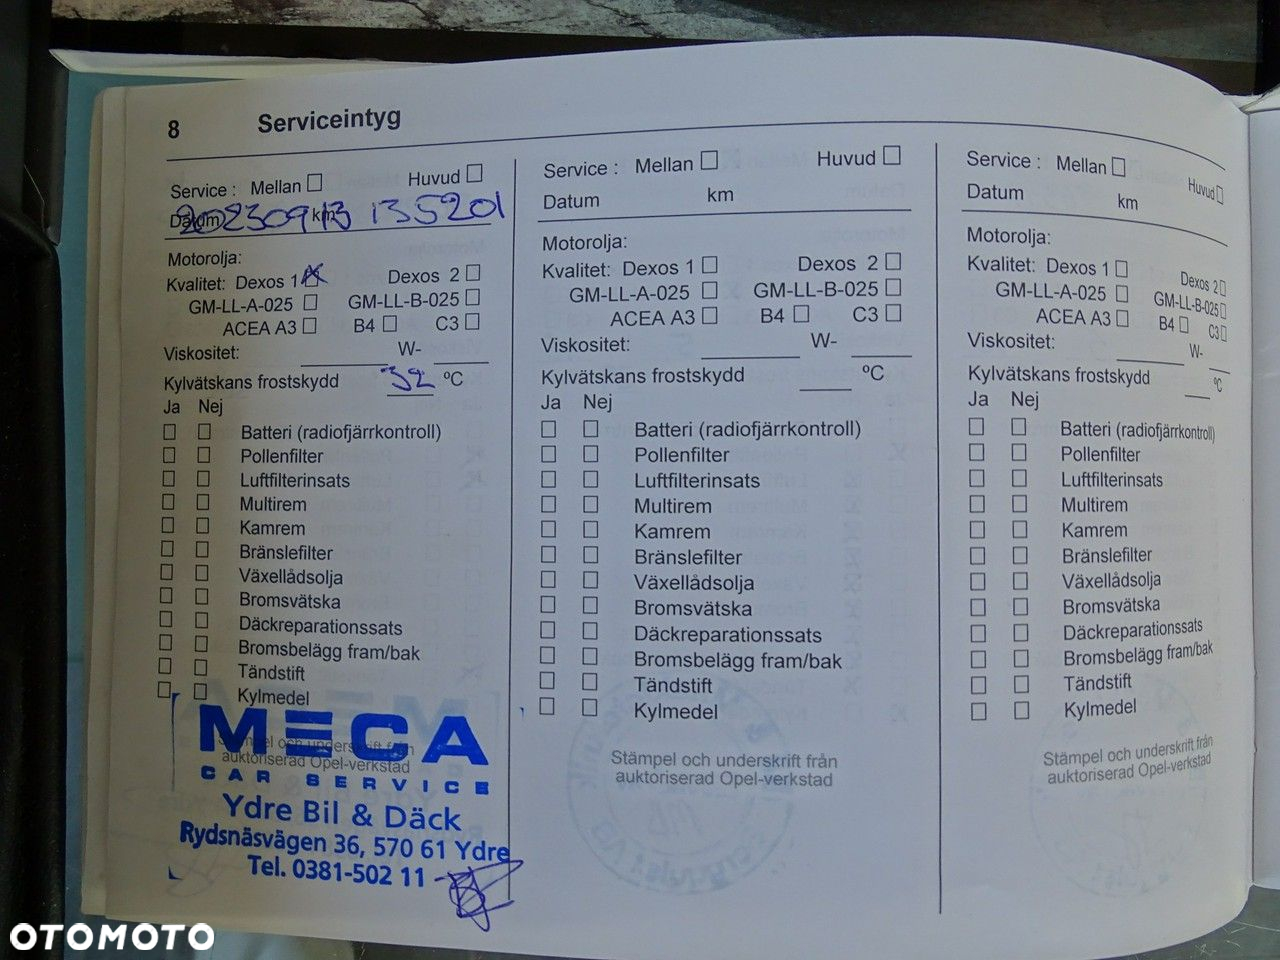 8 Serviceintyg
Service : Mellan Huvud
Datum km
20230913 135201
Motorolja:
Kvalitet: Dexos 1 Dexos 2
GM-LL-A-025 GM-LL-B-025
ACEA A3 B4 C3
Viskositet: W-
Kylvätskans frostskydd 32 ºC
Ja Nej
Batteri (radiofjärrkontroll)
Pollenfilter
Luftfilterinsats
Multirem
Kamrem
Bränslefilter
Växellådsolja
Bromsvätska
Däckreparationssats
Bromsbelägg fram/bak
Tändstift
Kylmedel
Stämpel och underskrift från
auktoriserad Opel-verkstad
MECA
CAR SERVICE
Ydre Bil & Däck
Rydsnäsvägen 36, 570 61 Ydre
Tel. 0381-502 11
Service : Mellan Huvud
Datum km
Motorolja:
Kvalitet: Dexos 1 Dexos 2
GM-LL-A-025 GM-LL-B-025
ACEA A3 B4 C3
Viskositet: W-
Kylvätskans frostskydd ºC
Ja Nej
Batteri (radiofjärrkontroll)
Pollenfilter
Luftfilterinsats
Multirem
Kamrem
Bränslefilter
Växellådsolja
Bromsvätska
Däckreparationssats
Bromsbelägg fram/bak
Tändstift
Kylmedel
Stämpel och underskrift från
auktoriserad Opel-verkstad
Service : Mellan Huvud
Datum km
Motorolja:
Kvalitet: Dexos 1 Dexos 2
GM-LL-A-025 GM-LL-B-025
ACEA A3 B4 C3
Viskositet: W-
Kylvätskans frostskydd ºC
Ja Nej
Batteri (radiofjärrkontroll)
Pollenfilter
Luftfilterinsats
Multirem
Kamrem
Bränslefilter
Växellådsolja
Bromsvätska
Däckreparationssats
Bromsbelägg fram/bak
Tändstift
Kylmedel
Stämpel och underskrift från
auktoriserad Opel-verkstad
OTOMOTO